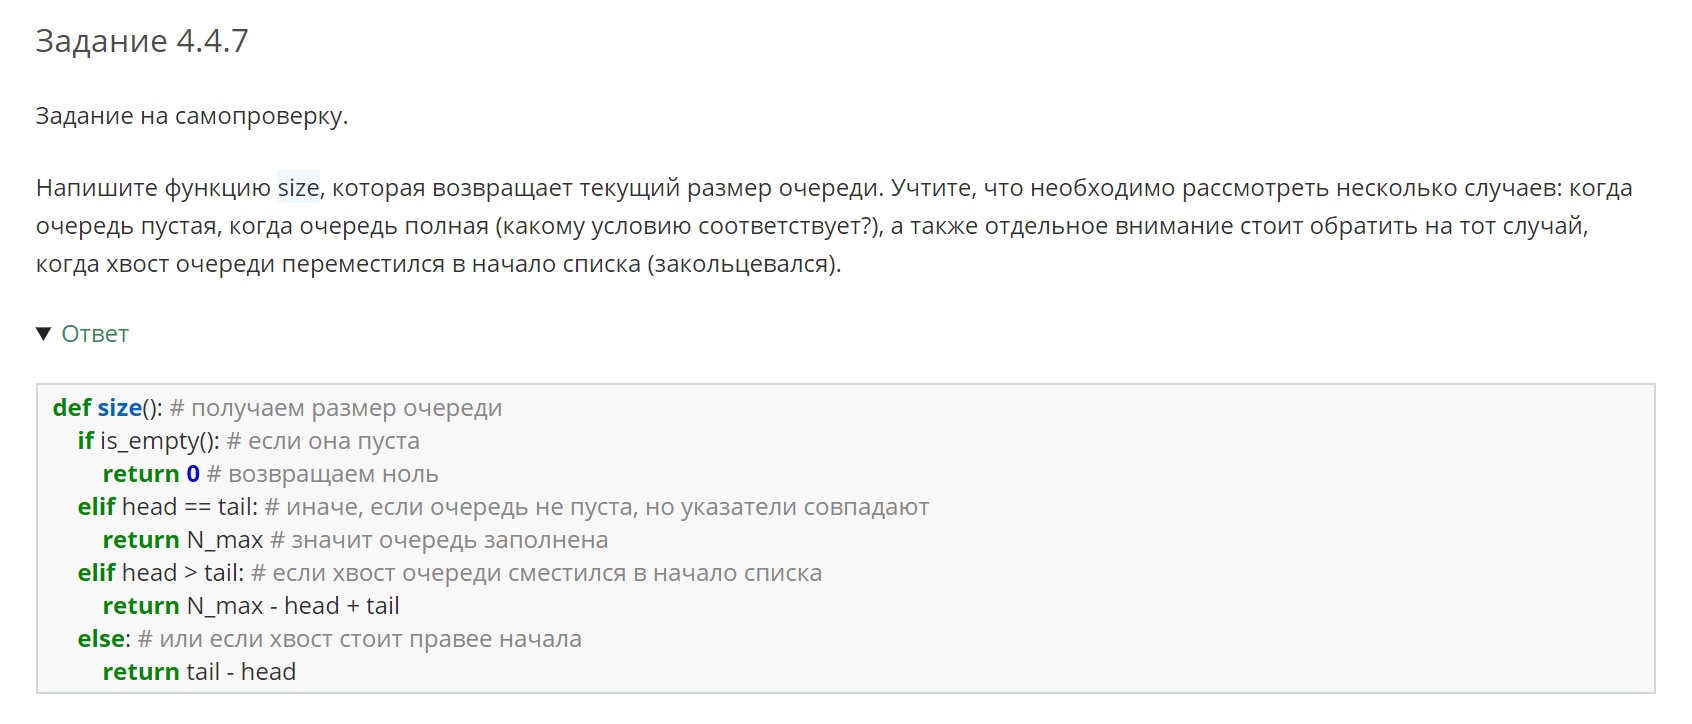 Задание 4.4.7
Задание на самопроверку.
Напишите функцию size, которая возвращает текущий размер очереди. Учтите, что необходимо рассмотреть несколько случаев: когда
очередь пустая, когда очередь полная (какому условию соответствует?), а также отдельное внимание стоит обратить на тот случай,
когда хвост очереди переместился в начало списка (закольцевался).
▼ Ответ
def size(): # получаем размер очереди
    if is_empty(): # если она пуста
        return 0 # возвращаем ноль
    elif head == tail: # иначе, если очередь не пуста, но указатели совпадают
        return N_max # значит очередь заполнена
    elif head > tail: # если хвост очереди сместился в начало списка
        return N_max - head + tail
    else: # или если хвост стоит правее начала
        return tail - head